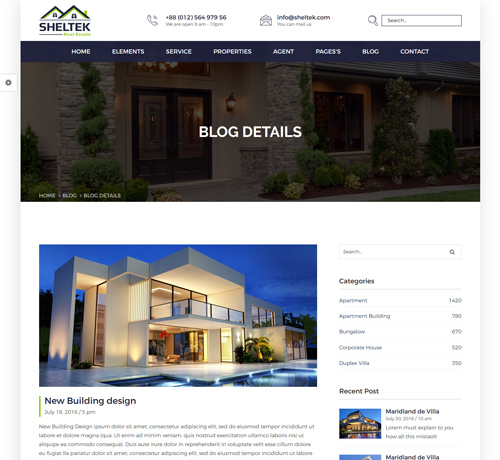 SHELTEK
Real Estate
+88 (012) 564 979 56
We are open 9 am - 10pm
info@sheltek.com
You can mail us
Search..
HOME ELEMENTS SERVICE PROPERTIES AGENT PAGES'S BLOG CONTACT
BLOG DETAILS
HOME > BLOG > BLOG DETAILS
Search...
Categories
Apartment 1420
Apartment Building 780
Bungalow 670
Corporate House 520
Duplex Villa 350
New Building design
July 18, 2016 / 5 pm
New Building Design ipsum dolor sit amet, consectetur adipiscing elit, sed do eiusmod tempor incididunt ut
labore et dolore magna iqua. Ut enim ad minim veniam, quis nostrud exercitation ullamco laboris nisi ut
aliquip ex commodo consequat. Duis aute irure dolor in reprehenderit in voluptate velit esse cillum dolore
eu fugiat lla pariatur dolor sit amet, consectetur adipisicing elit, sed do eiusmod tempor incididunt ut labore
Recent Post
Maridland de Villa
July 30, 2016 / 10 am
Lorem must explain to you
how all this mistaolt
Maridland de Villa